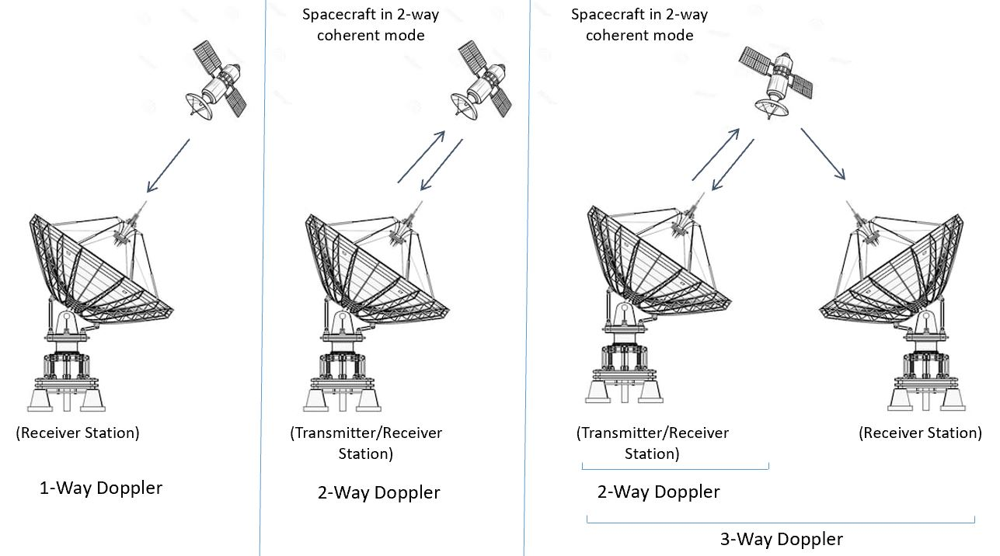 Spacecraft in 2-way
coherent mode
Spacecraft in 2-way
coherent mode
(Receiver Station)
(Transmitter/Receiver
Station)
(Transmitter/Receiver
Station)
(Receiver Station)
1-Way Doppler
2-Way Doppler
2-Way Doppler
3-Way Doppler